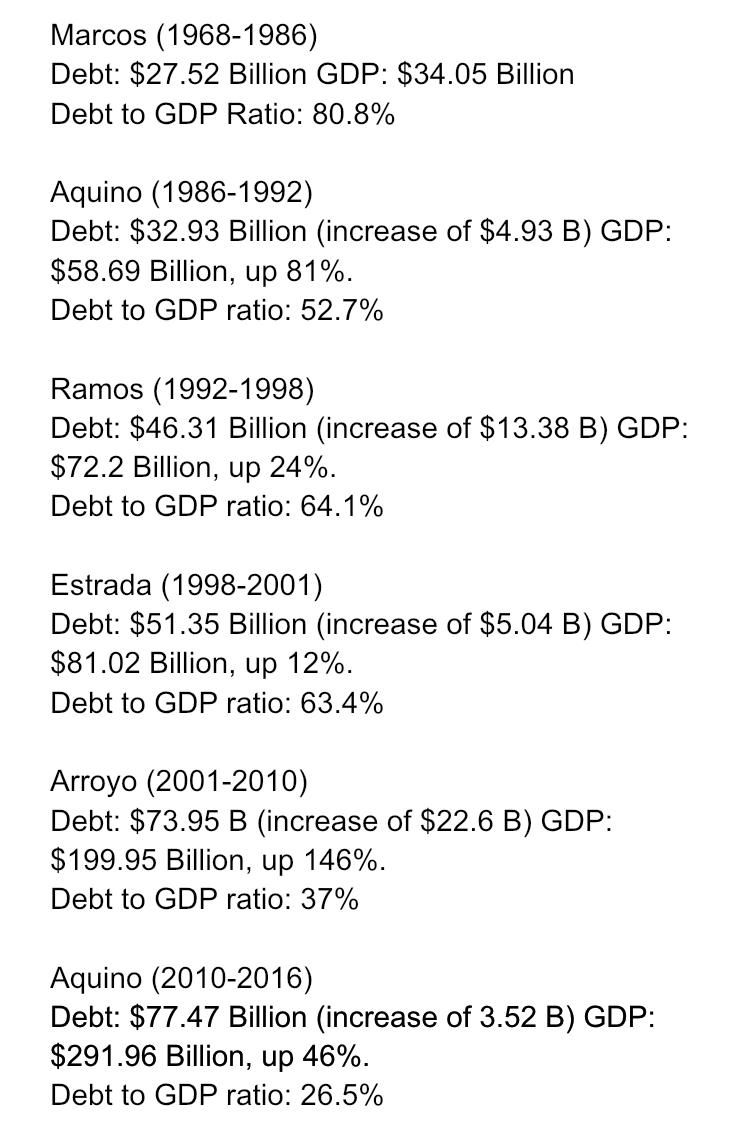 Marcos (1968-1986)
Debt: $27.52 Billion GDP: $34.05 Billion
Debt to GDP Ratio: 80.8%
Aquino (1986-1992)
Debt: $32.93 Billion (increase of $4.93 B) GDP:
$58.69 Billion, up 81%.
Debt to GDP ratio: 52.7%
Ramos (1992-1998)
Debt: $46.31 Billion (increase of $13.38 B) GDP:
$72.2 Billion, up 24%.
Debt to GDP ratio: 64.1%
Estrada (1998-2001)
Debt: $51.35 Billion (increase of $5.04 B) GDP:
$81.02 Billion, up 12%.
Debt to GDP ratio: 63.4%
Arroyo (2001-2010)
Debt: $73.95 B (increase of $22.6 B) GDP:
$199.95 Billion, up 146%.
Debt to GDP ratio: 37%
Aquino (2010-2016)
Debt: $77.47 Billion (increase of 3.52 B) GDP:
$291.96 Billion, up 46%.
Debt to GDP ratio: 26.5%